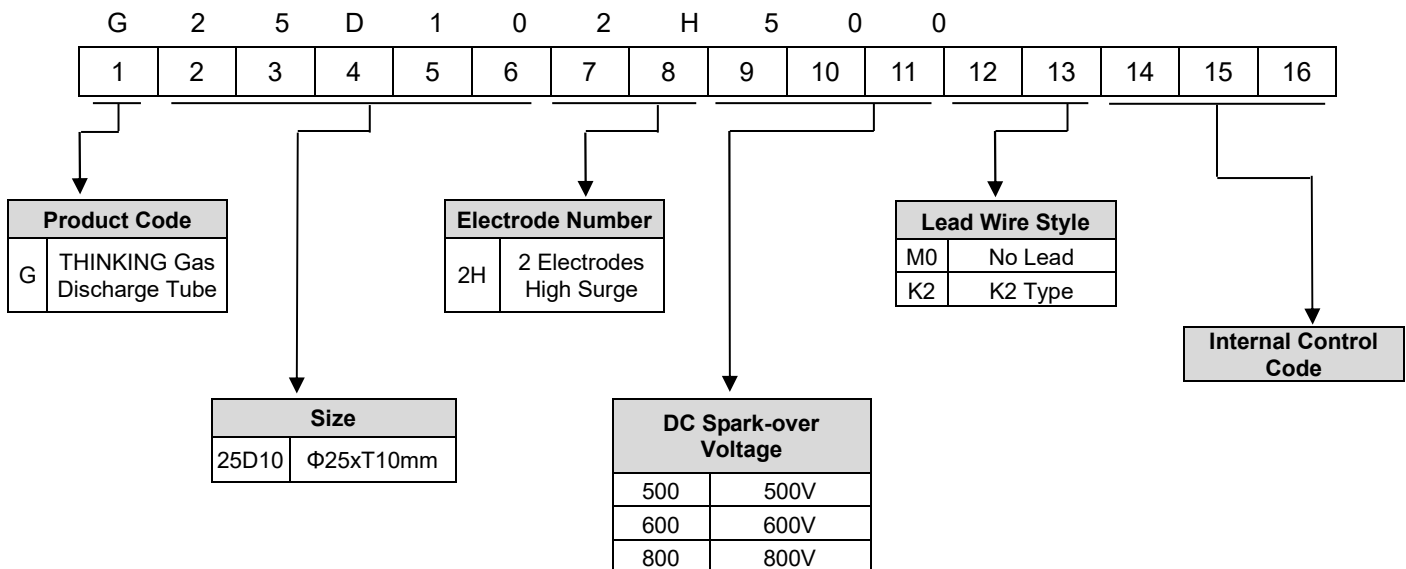 G 2 5 D 1 0 2 H 5 0 0
1 2 3 4 5 6 7 8 9 10 11 12 13 14 15 16
Product Code
G THINKING Gas
Discharge Tube
Electrode Number
2H 2 Electrodes
High Surge
Lead Wire Style
M0 No Lead
K2 K2 Type
Internal Control
Code
Size
25D10 Φ25xT10mm
DC Spark-over
Voltage
500 500V
600 600V
800 800V